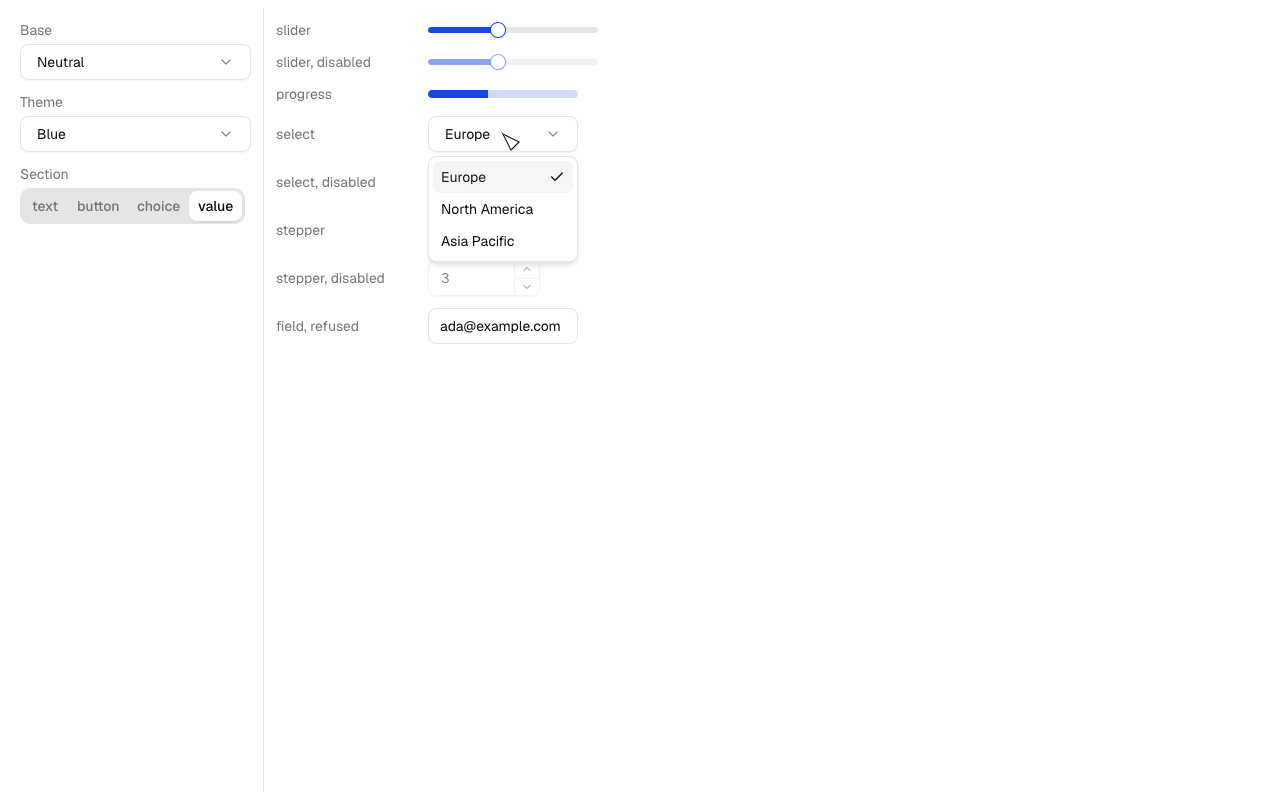 Base
Neutral
Theme
Blue
Section
text button choice value
slider
slider, disabled
progress
select
Europe
Europe
North America
Asia Pacific
select, disabled
stepper
stepper, disabled
3
field, refused
ada@example.com